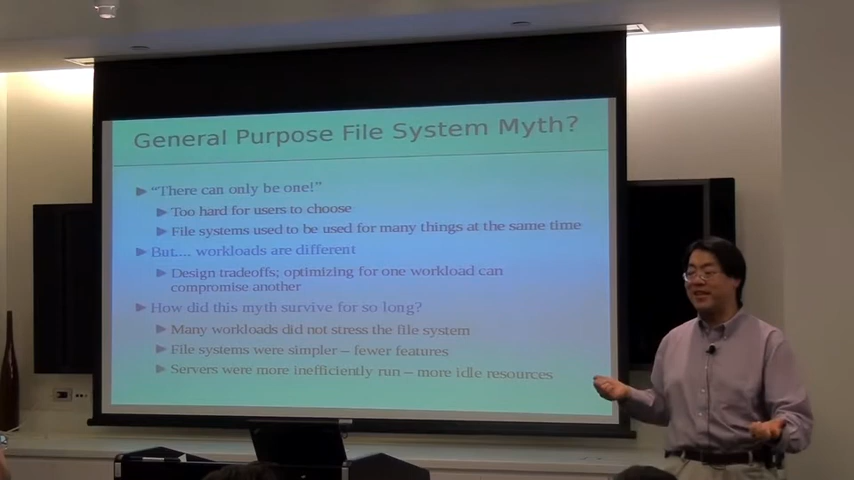 General Purpose File System Myth?
"There can only be one!"
Too hard for users to choose
File systems used to be used for many things at the same time
But.... workloads are different
Design tradeoffs; optimizing for one workload can
compromise another
How did this myth survive for so long?
Many workloads did not stress the file system
File systems were simpler – fewer features
Servers were more inefficiently run – more idle resources